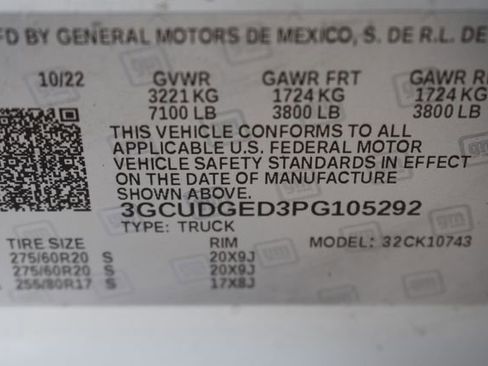 FD BY GENERAL MOTORS DE MEXICO, S. DE R.L. DE
10/22 GVWR GAWR FRT GAWR R
3221 KG 1724 KG 1724 KG
7100 LB 3800 LB 3800 LB
THIS VEHICLE CONFORMS TO ALL
APPLICABLE U.S. FEDERAL MOTOR
VEHICLE SAFETY STANDARDS IN EFFECT
ON THE DATE OF MANUFACTURE
SHOWN ABOVE.
3GCUDGED3PG105292
TYPE: TRUCK MODEL: 32CK10743
TIRE SIZE RIM
275/60R20 S 20X9J
275/60R20 S 20X9J
255/80R17 S 17X8J